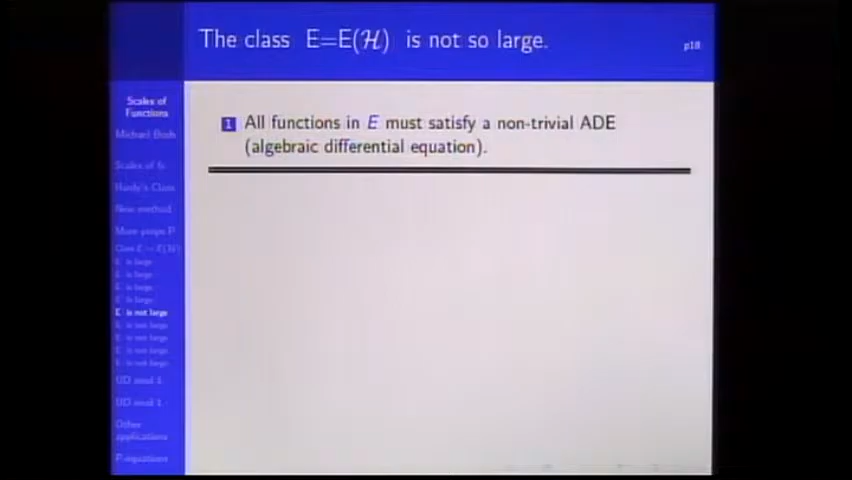 The class E=E(ℋ) is not so large.
p18
Scales of
Functions
Scales of fs
Hardy's Class
New method
More props P
Class E = E(ℋ)
E is large
E is large
E is large
E is large
E is not large
E is not large
E is not large
E is not large
E is not large
UD mod 1
UD mod 1
Other
applications
P-equations
1 All functions in E must satisfy a non-trivial ADE
(algebraic differential equation).